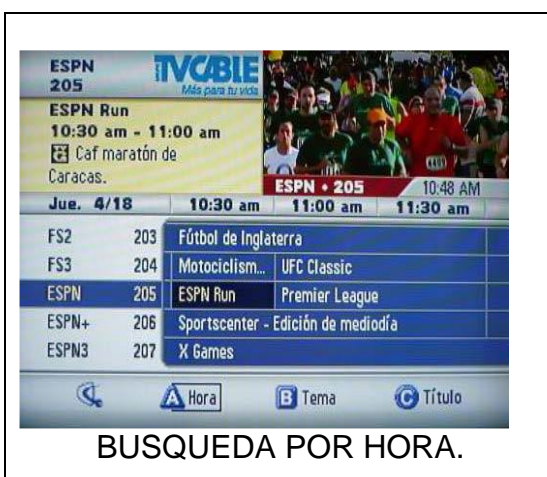 ESPN
205
TVCABLE
Más para tu vida
ESPN Run
10:30 am - 11:00 am
Caf maratón de
Caracas.
ESPN • 205 10:48 AM
Jue. 4/18 10:30 am 11:00 am 11:30 am
FS2 203 Fútbol de Inglaterra
FS3 204 Motociclism... UFC Classic
ESPN 205 ESPN Run Premier League
ESPN+ 206 Sportscenter - Edición de mediodía
ESPN3 207 X Games
A Hora B Tema C Título
BUSQUEDA POR HORA.